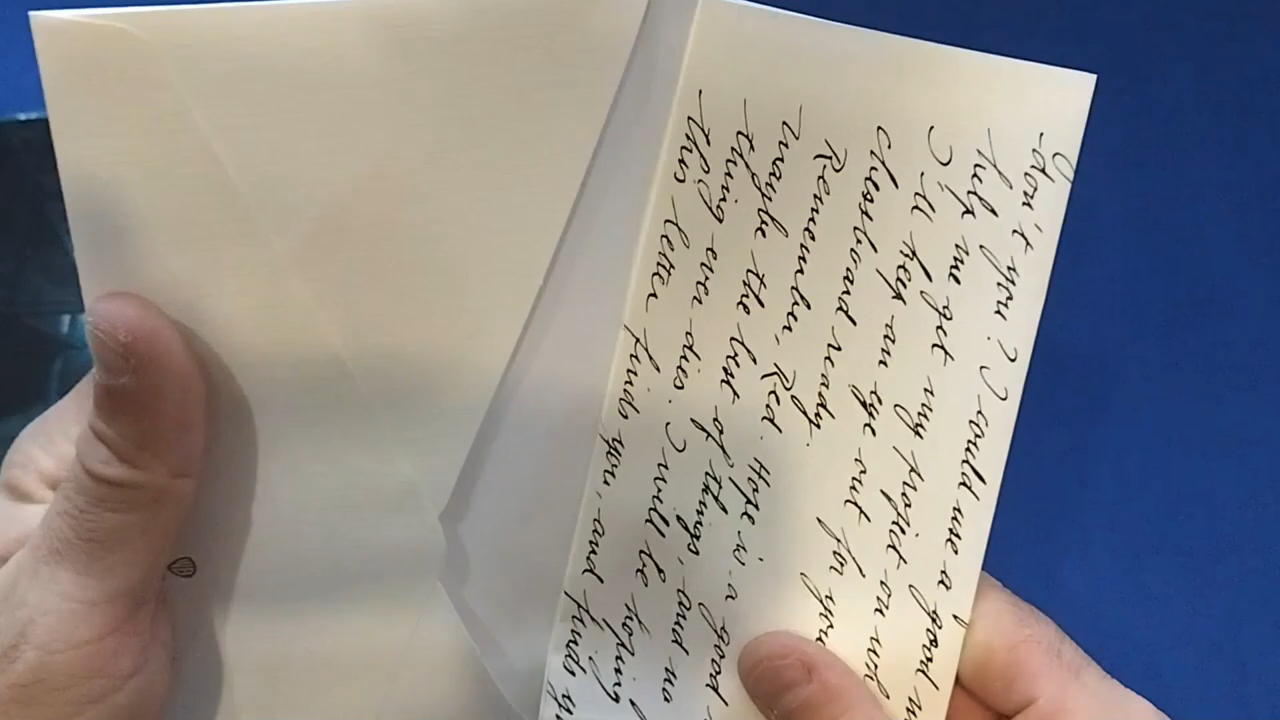 don't you? I could use a good
help me get my project on
I'll keep an eye out for you
chessboard ready.
Remember, Red. Hope is a good
maybe the best of things, and no
thing ever dies. I will be hoping
this letter finds you, and finds